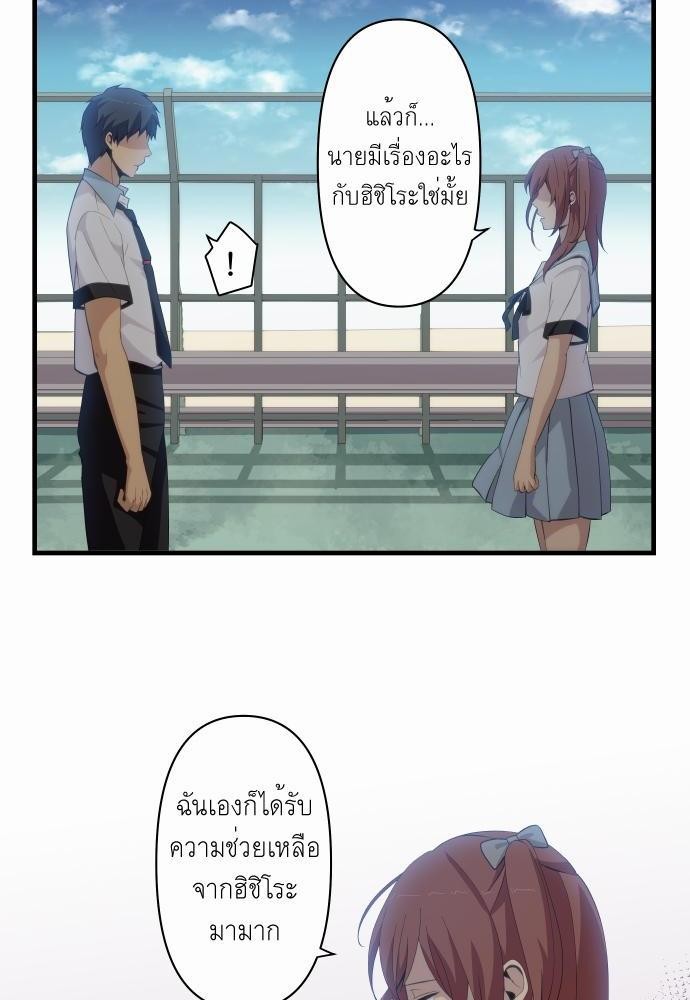 แล้วก็...
นายมีเรื่องอะไร
กับฮิชิโระใช่มั้ย
!
ฉันเองก็ได้รับ
ความช่วยเหลือ
จากฮิชิโระ
มามาก